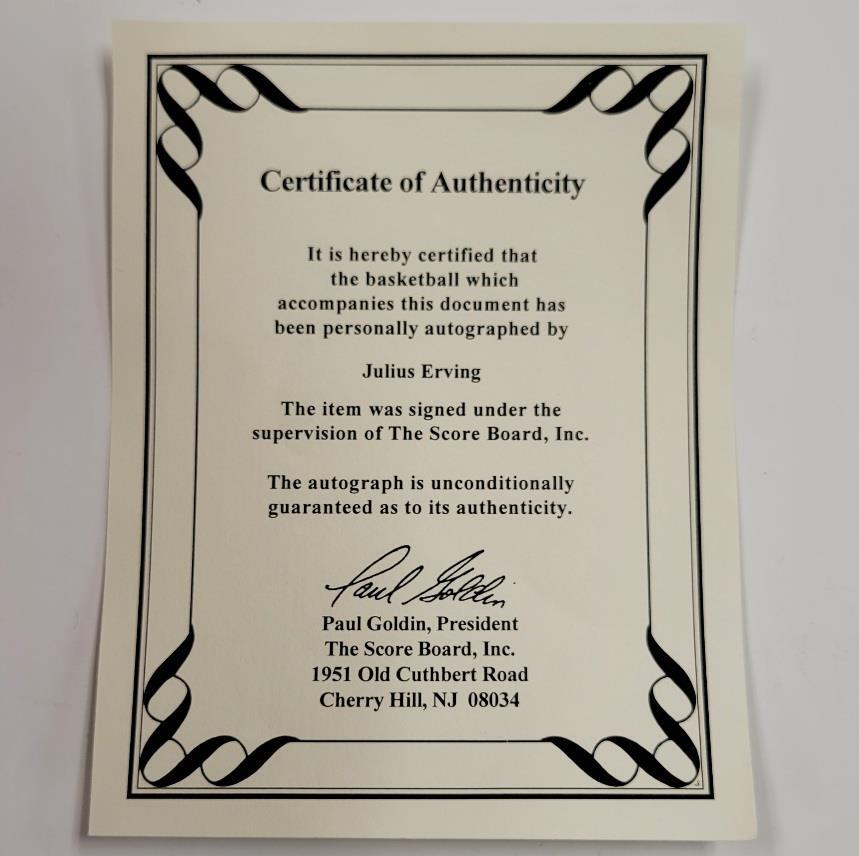 Certificate of Authenticity
It is hereby certified that
the basketball which
accompanies this document has
been personally autographed by
Julius Erving
The item was signed under the
supervision of The Score Board, Inc.
The autograph is unconditionally
guaranteed as to its authenticity.
Paul Goldin
Paul Goldin, President
The Score Board, Inc.
1951 Old Cuthbert Road
Cherry Hill, NJ 08034